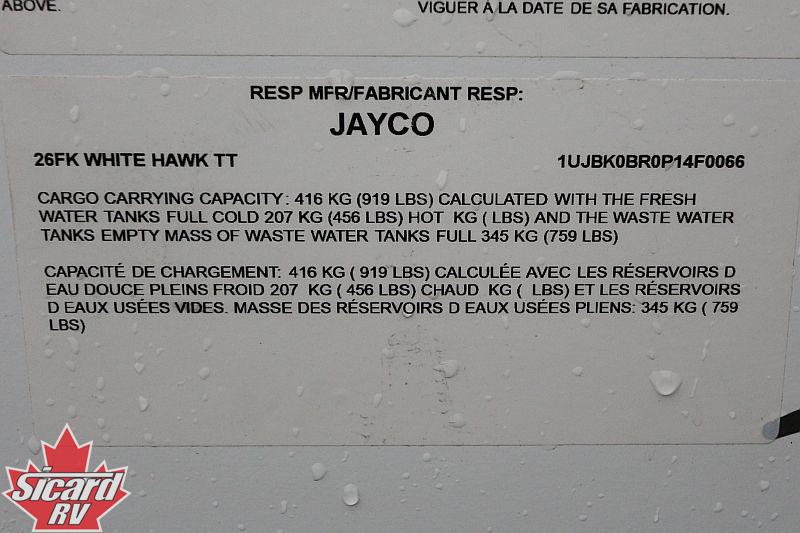 ABOVE.
VIGUER À LA DATE DE SA FABRICATION.
RESP MFR/FABRICANT RESP:
JAYCO
26FK WHITE HAWK TT 1UJBK0BR0P14F0066
CARGO CARRYING CAPACITY: 416 KG (919 LBS) CALCULATED WITH THE FRESH
WATER TANKS FULL COLD 207 KG (456 LBS) HOT KG ( LBS) AND THE WASTE WATER
TANKS EMPTY MASS OF WASTE WATER TANKS FULL 345 KG (759 LBS)
CAPACITÉ DE CHARGEMENT: 416 KG ( 919 LBS) CALCULÉE AVEC LES RÉSERVOIRS D
EAU DOUCE PLEINS FROID 207 KG ( 456 LBS) CHAUD KG ( LBS) ET LES RÉSERVOIRS
D EAUX USÉES VIDES. MASSE DES RÉSERVOIRS D EAUX USÉES PLIENS: 345 KG ( 759
LBS)
Sicard
RV